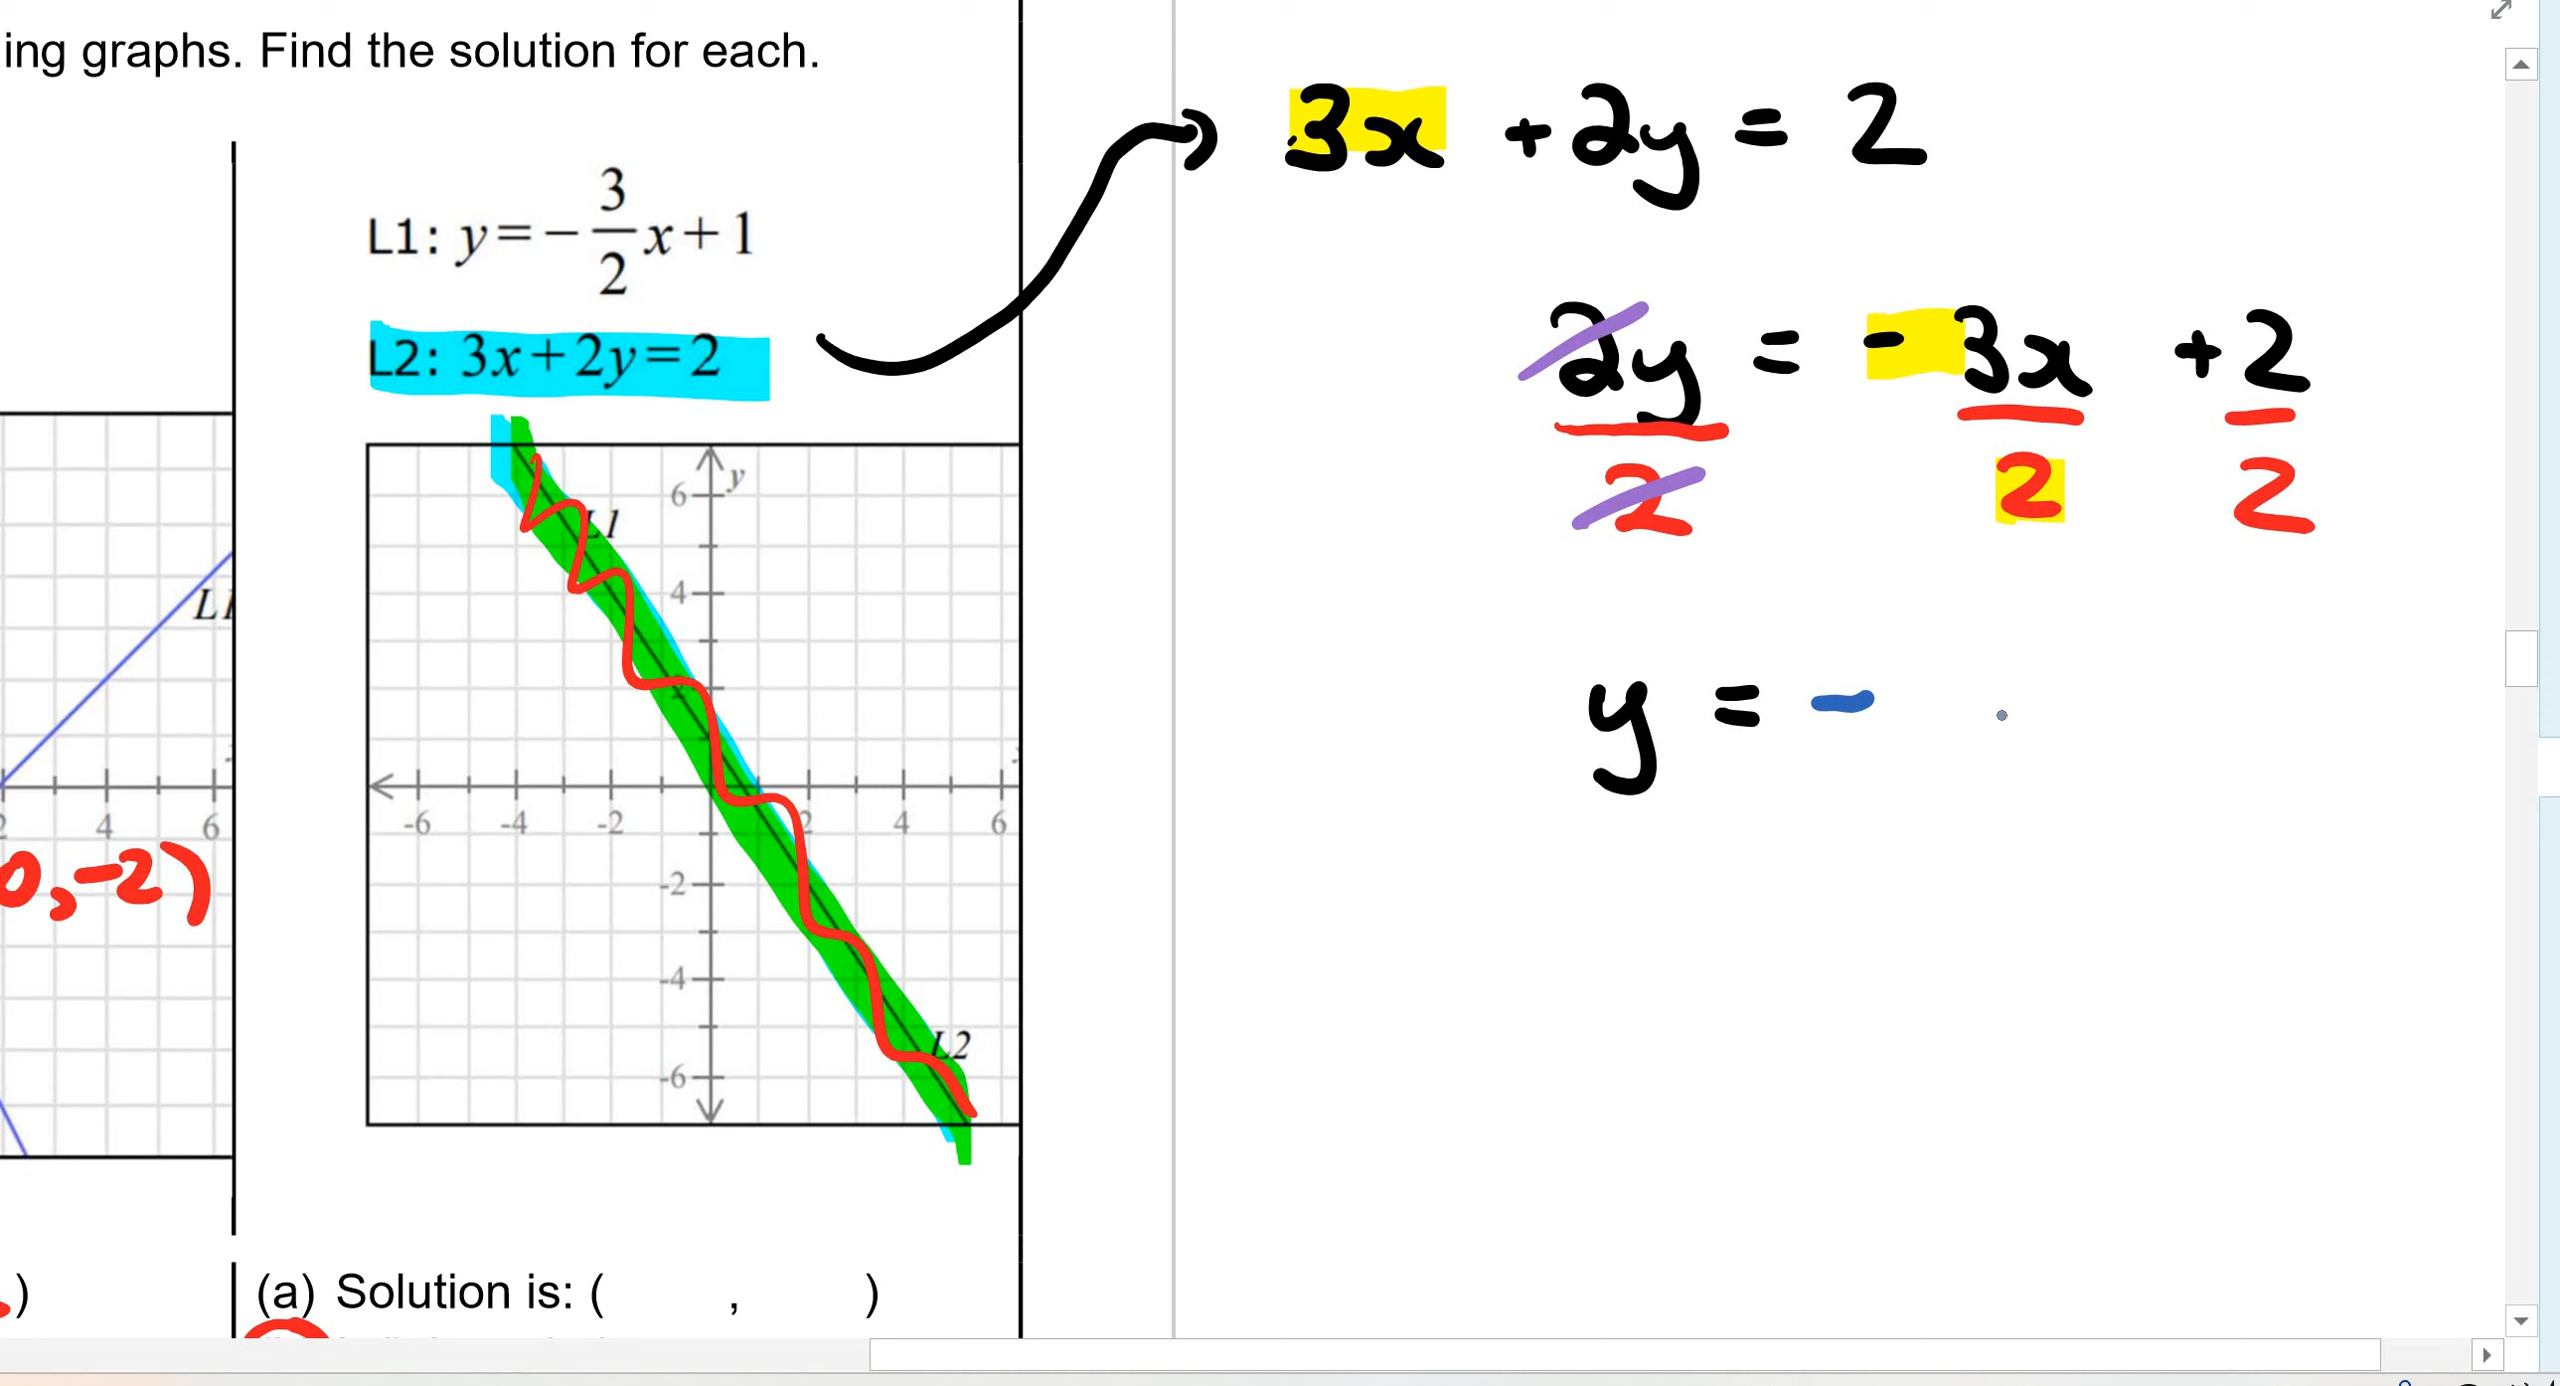 ing graphs. Find the solution for each.
L1: y = - 3/2 x + 1
L2: 3x + 2y = 2
3x + 2y = 2
2y = - 3x + 2
2 2 2
y = -
y
6
L1
4
-6 -4 -2 2 4 6
-2
-4
L2
-6
L1
4 6
0, -2)
)
(a) Solution is: ( , )